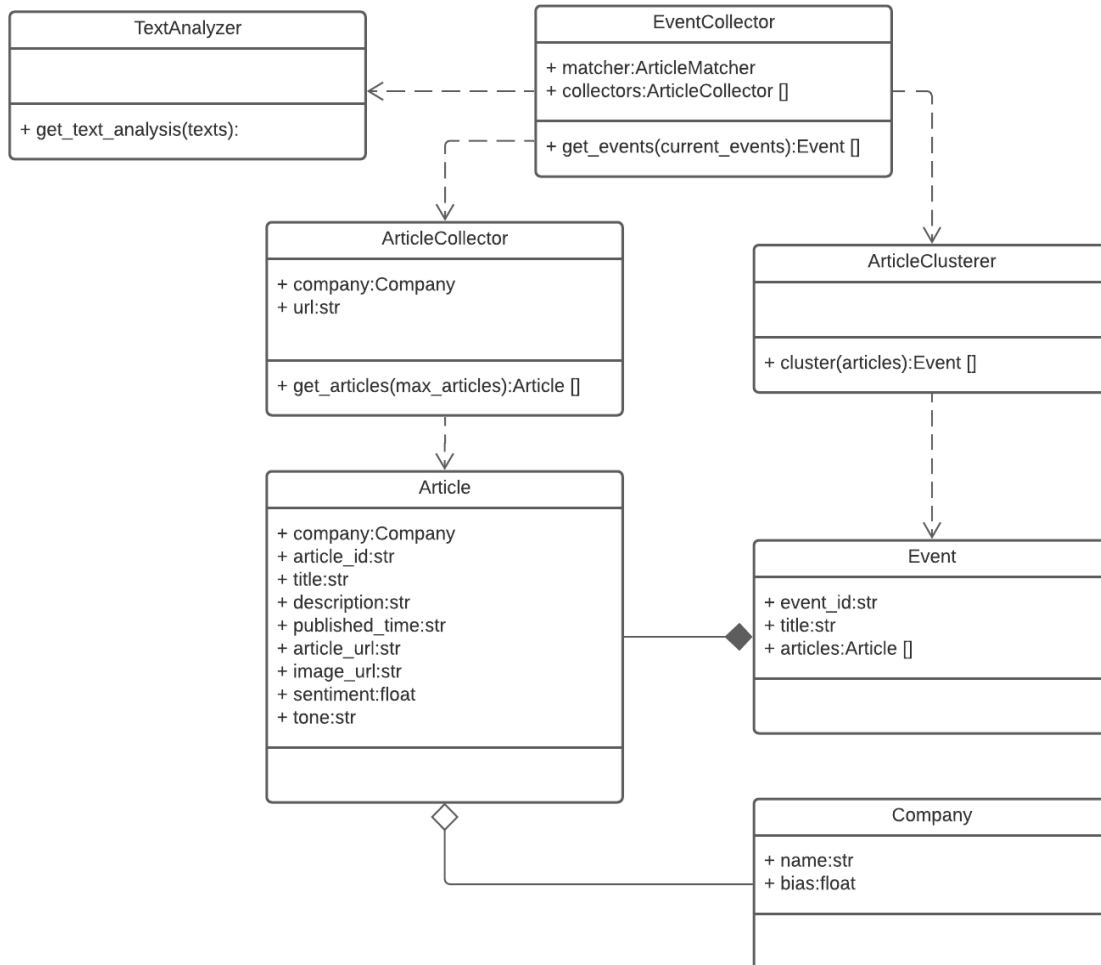 TextAnalyzer
+ get_text_analysis(texts):
EventCollector
+ matcher:ArticleMatcher
+ collectors:ArticleCollector []
+ get_events(current_events):Event []
ArticleCollector
+ company:Company
+ url:str
+ get_articles(max_articles):Article []
ArticleClusterer
+ cluster(articles):Event []
Article
+ company:Company
+ article_id:str
+ title:str
+ description:str
+ published_time:str
+ article_url:str
+ image_url:str
+ sentiment:float
+ tone:str
Event
+ event_id:str
+ title:str
+ articles:Article []
Company
+ name:str
+ bias:float